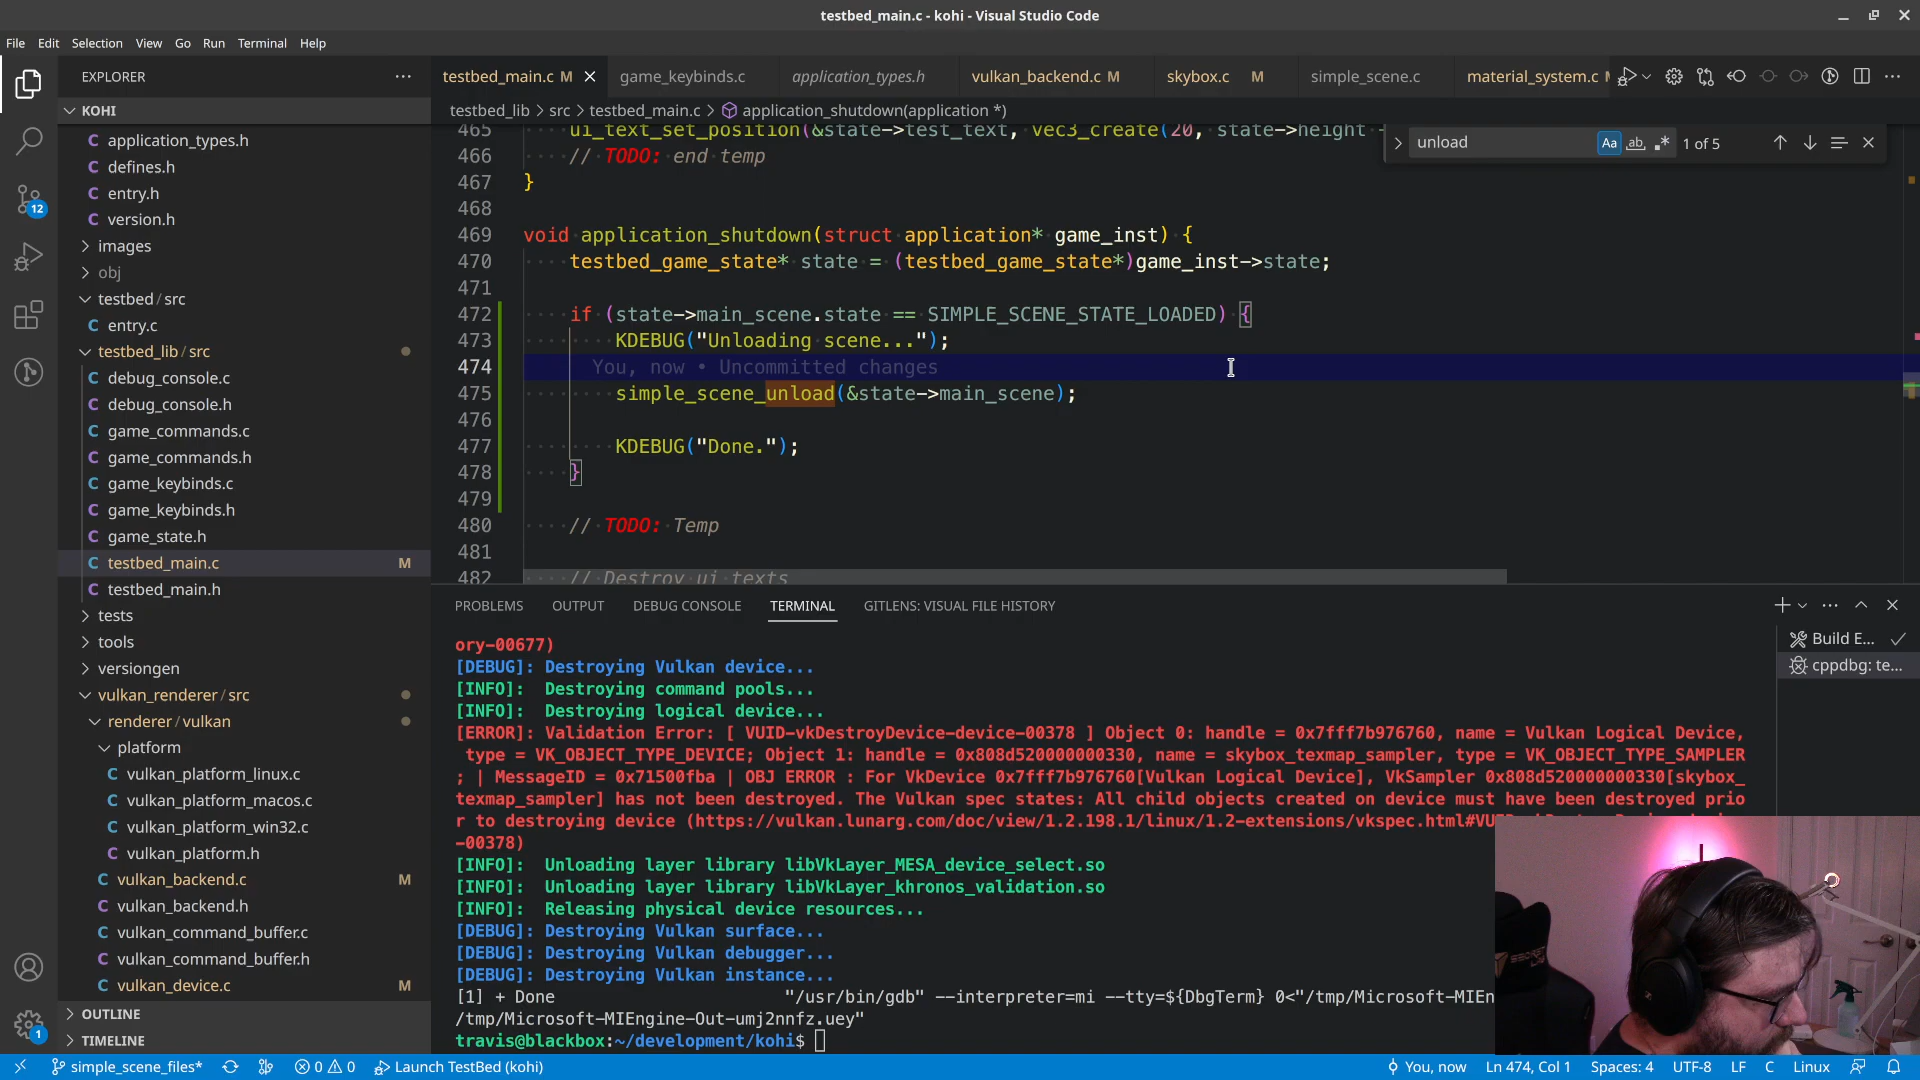 testbed_main.c - kohi - Visual Studio Code
File Edit Selection View Go Run Terminal Help
EXPLORER
KOHI
application_types.h
defines.h
entry.h
version.h
images
obj
testbed / src
entry.c
testbed_lib / src
debug_console.c
debug_console.h
game_commands.c
game_commands.h
game_keybinds.c
game_keybinds.h
game_state.h
testbed_main.c M
testbed_main.h
tests
tools
versiongen
vulkan_renderer / src
renderer / vulkan
platform
vulkan_platform_linux.c
vulkan_platform_macos.c
vulkan_platform_win32.c
vulkan_platform.h
vulkan_backend.c M
vulkan_backend.h
vulkan_command_buffer.c
vulkan_command_buffer.h
vulkan_device.c M
OUTLINE
TIMELINE
12
1
testbed_main.c M game_keybinds.c application_types.h vulkan_backend.c M skybox.c M simple_scene.c material_system.c
testbed_lib > src > testbed_main.c > application_shutdown(application *)
unload Aa ab 1 of 5
465 ui_text_set_position(&state->test_text, vec3_create(20, state->height
466 // TODO: end temp
467 }
468
469 void application_shutdown(struct application* game_inst) {
470 testbed_game_state* state = (testbed_game_state*)game_inst->state;
471
472 if (state->main_scene.state == SIMPLE_SCENE_STATE_LOADED) {
473 KDEBUG("Unloading scene...");
474 You, now • Uncommitted changes
475 simple_scene_unload(&state->main_scene);
476
477 KDEBUG("Done.");
478 }
479
480 // TODO: Temp
481
482 // Destroy ui texts
PROBLEMS OUTPUT DEBUG CONSOLE TERMINAL GITLENS: VISUAL FILE HISTORY
Build E...
cppdbg: te...
ory-00677)
[DEBUG]: Destroying Vulkan device...
[INFO]: Destroying command pools...
[INFO]: Destroying logical device...
[ERROR]: Validation Error: [ VUID-vkDestroyDevice-device-00378 ] Object 0: handle = 0x7fff7b976760, name = Vulkan Logical Device,
type = VK_OBJECT_TYPE_DEVICE; Object 1: handle = 0x808d520000000330, name = skybox_texmap_sampler, type = VK_OBJECT_TYPE_SAMPLER
; | MessageID = 0x71500fba | OBJ ERROR : For VkDevice 0x7fff7b976760[Vulkan Logical Device], VkSampler 0x808d520000000330[skybox_
texmap_sampler] has not been destroyed. The Vulkan spec states: All child objects created on device must have been destroyed prio
r to destroying device (https://vulkan.lunarg.com/doc/view/1.2.198.1/linux/1.2-extensions/vkspec.html#VU
-00378)
[INFO]: Unloading layer library libVkLayer_MESA_device_select.so
[INFO]: Unloading layer library libVkLayer_khronos_validation.so
[INFO]: Releasing physical device resources...
[DEBUG]: Destroying Vulkan surface...
[DEBUG]: Destroying Vulkan debugger...
[DEBUG]: Destroying Vulkan instance...
[1] + Done "/usr/bin/gdb" --interpreter=mi --tty=${DbgTerm} 0<"/tmp/Microsoft-MIEn
/tmp/Microsoft-MIEngine-Out-umj2nnfz.uey"
travis@blackbox:~/development/kohi$
simple_scene_files* 0 0 Launch TestBed (kohi) You, now Ln 474, Col 1 Spaces: 4 UTF-8 LF C Linux